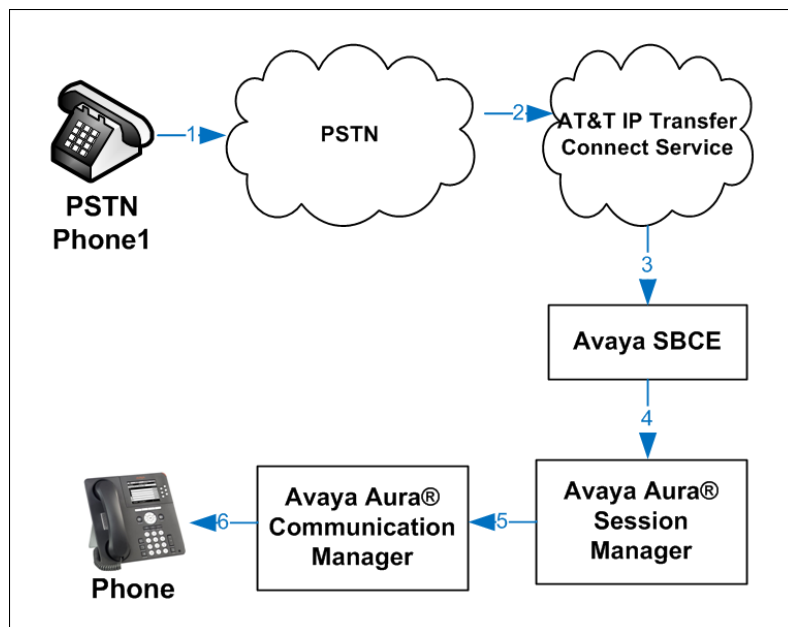 PSTN
Phone1
1
PSTN
2
AT&T IP Transfer
Connect Service
3
Avaya SBCE
4
Avaya Aura®
Session
Manager
5
Avaya Aura®
Communication
Manager
6
Phone